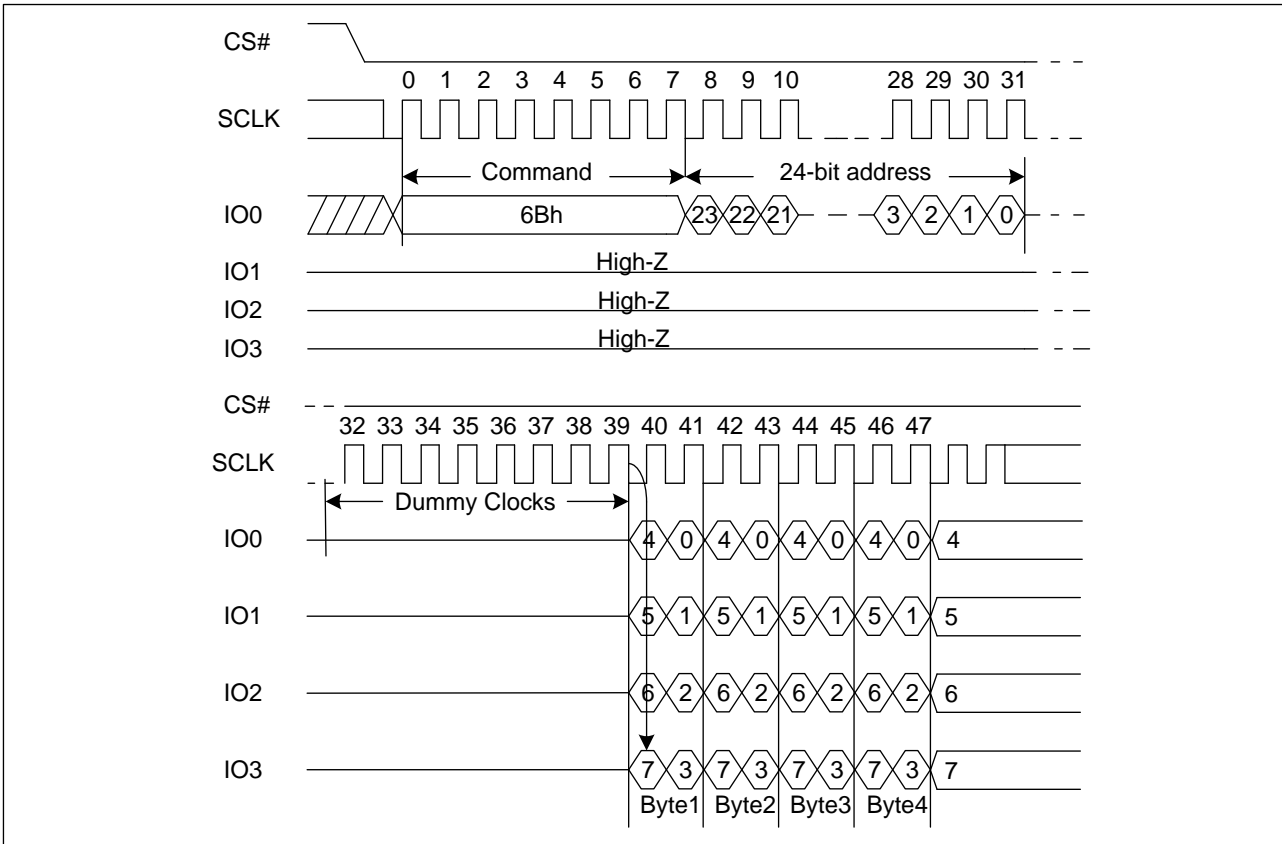 CS#
0 1 2 3 4 5 6 7 8 9 10 28 29 30 31
SCLK
Command 24-bit address
IO0 6Bh 23 22 21 3 2 1 0
IO1 High-Z
IO2 High-Z
IO3 High-Z
CS#
32 33 34 35 36 37 38 39 40 41 42 43 44 45 46 47
SCLK
Dummy Clocks
IO0 4 0 4 0 4 0 4 0 4
IO1 5 1 5 1 5 1 5 1 5
IO2 6 2 6 2 6 2 6 2 6
IO3 7 3 7 3 7 3 7 3 7
Byte1 Byte2 Byte3 Byte4